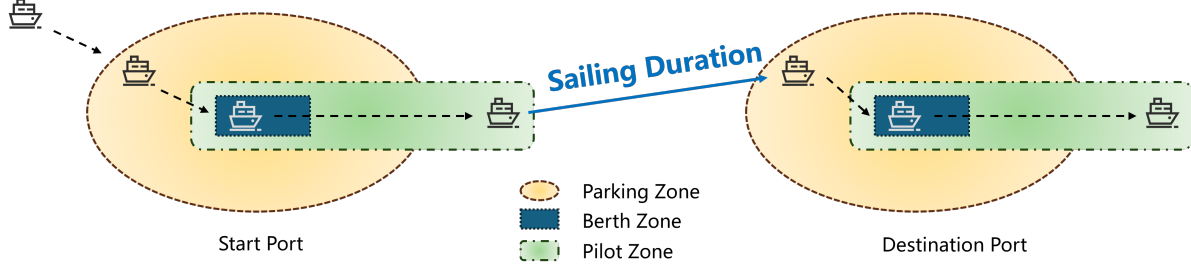 Sailing Duration
Parking Zone
Berth Zone
Pilot Zone
Start Port
Destination Port